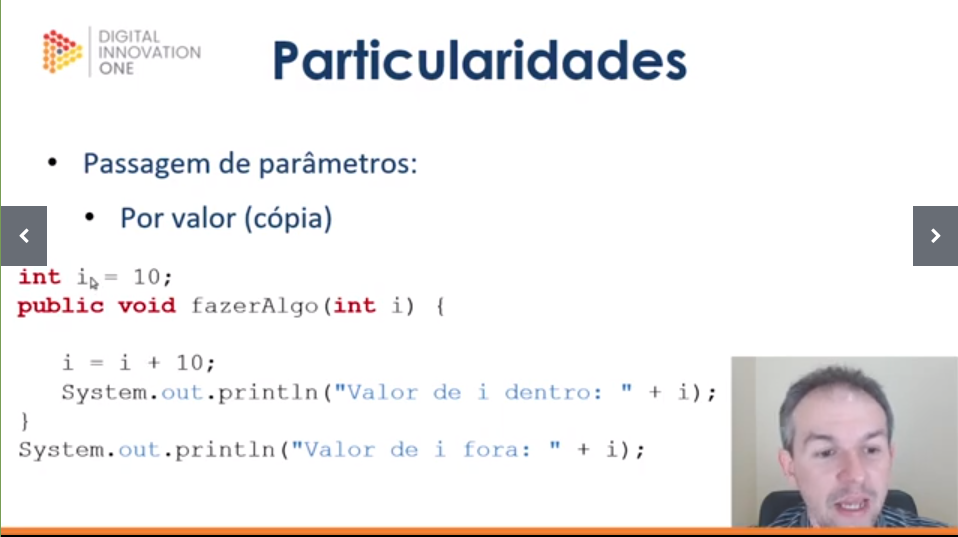 DIGITAL
INNOVATION
ONE
Particularidades
• Passagem de parâmetros:
• Por valor (cópia)
int i = 10;
public void fazerAlgo(int i) {
i = i + 10;
System.out.println("Valor de i dentro: " + i);
}
System.out.println("Valor de i fora: " + i);